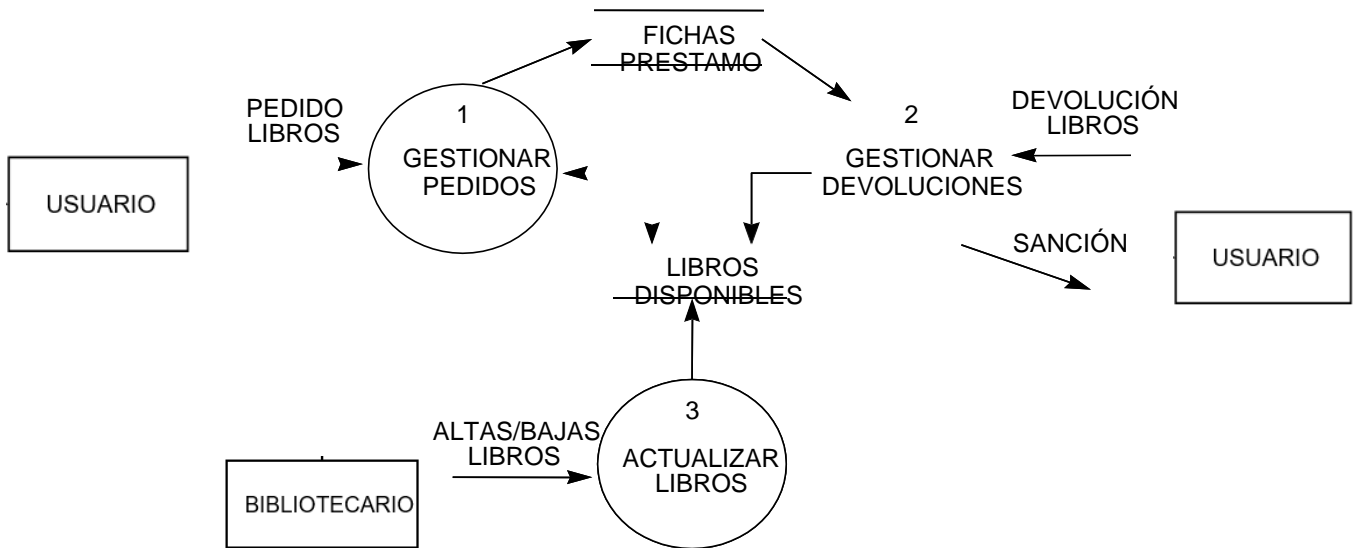 FICHAS
PRESTAMO
PEDIDO
LIBROS
1
GESTIONAR
PEDIDOS
2
GESTIONAR
DEVOLUCIONES
DEVOLUCIÓN
LIBROS
USUARIO
SANCIÓN
USUARIO
LIBROS
DISPONIBLES
3
ACTUALIZAR
LIBROS
ALTAS/BAJAS
LIBROS
BIBLIOTECARIO